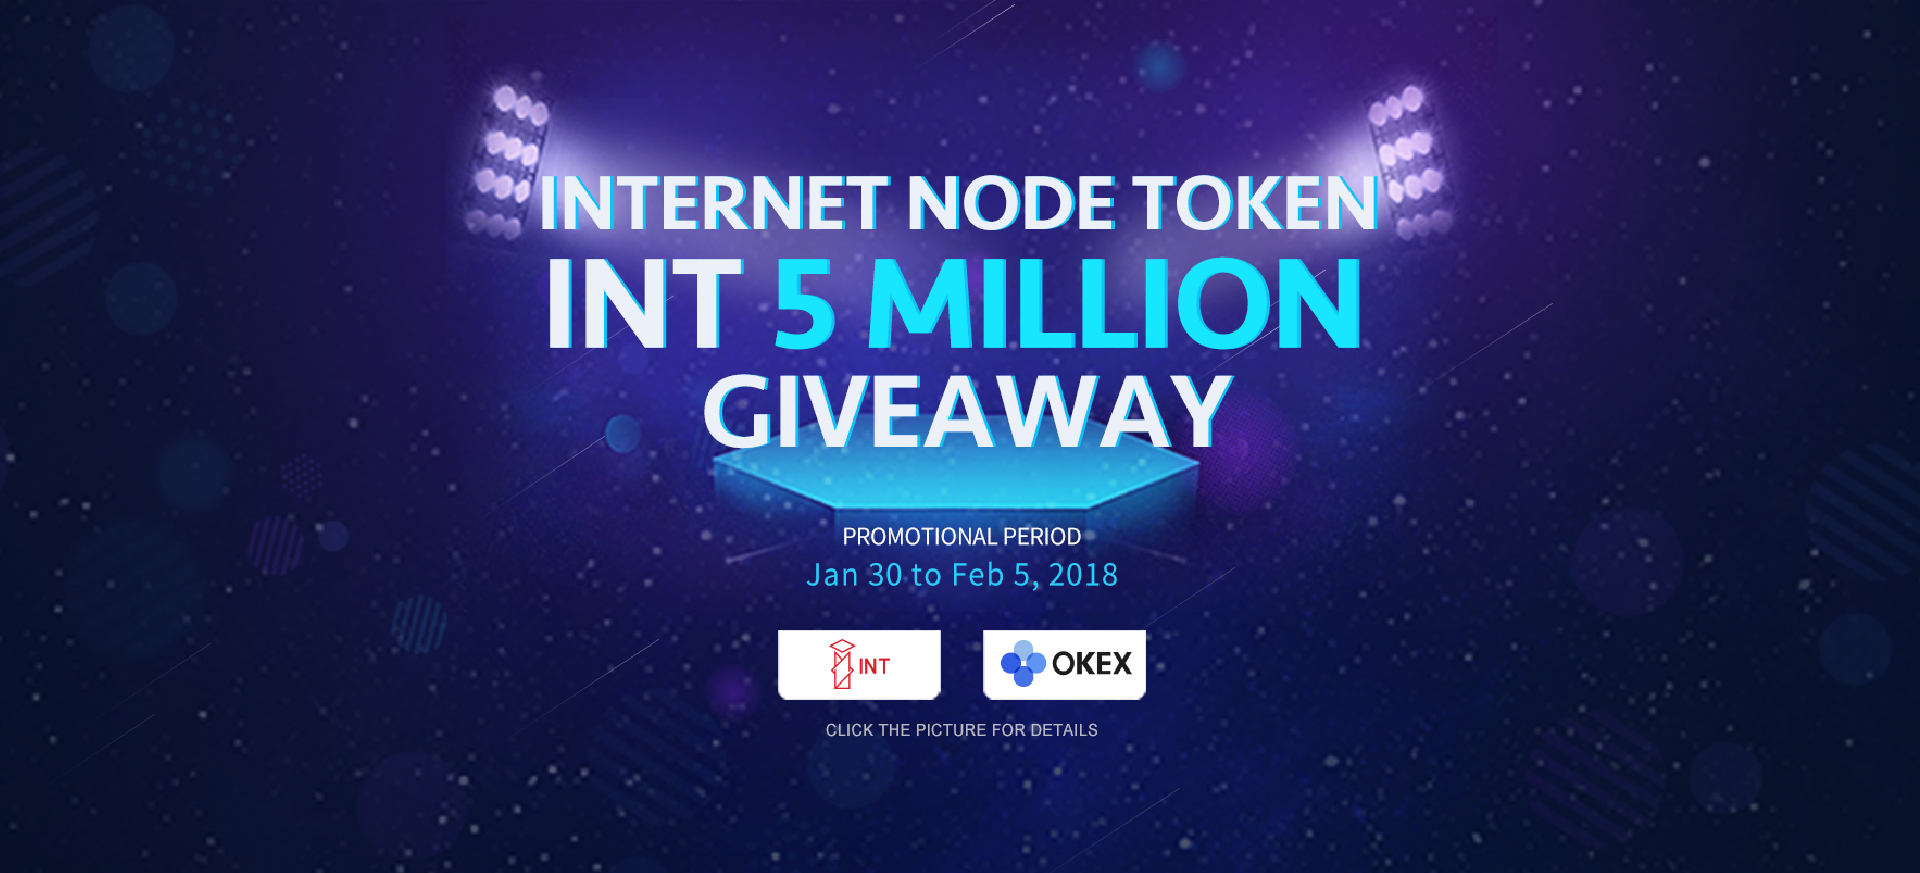 INTERNET NODE TOKEN
INT 5 MILLION
GIVEAWAY
PROMOTIONAL PERIOD
Jan 30 to Feb 5, 2018
INT
OKEX
CLICK THE PICTURE FOR DETAILS